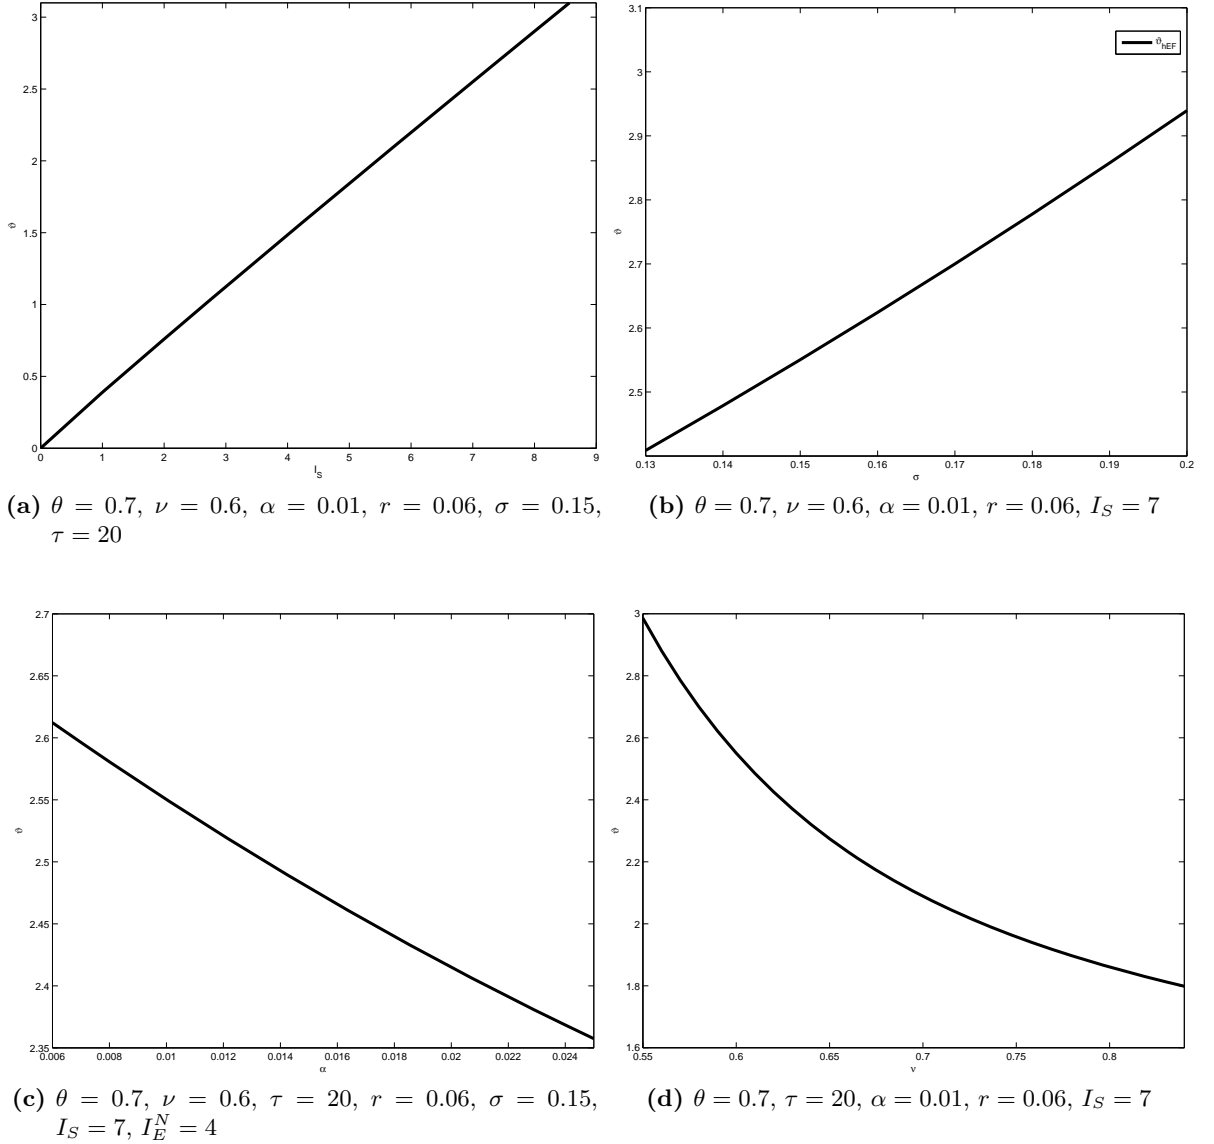 3
2.5
2
1.5
1
0.5
0
ϑ
0 1 2 3 4 5 6 7 8 9
I_S
3.1
3
2.9
2.8
2.7
2.6
2.5
ϑ
ϑ_hEF
0.13 0.14 0.15 0.16 0.17 0.18 0.19 0.2
σ
(a) θ = 0.7, ν = 0.6, α = 0.01, r = 0.06, σ = 0.15,
τ = 20
(b) θ = 0.7, ν = 0.6, α = 0.01, r = 0.06, I_S = 7
2.7
2.65
2.6
2.55
2.5
2.45
2.4
2.35
ϑ
0.006 0.008 0.01 0.012 0.014 0.016 0.018 0.02 0.022 0.024
α
3
2.8
2.6
2.4
2.2
2
1.8
1.6
ϑ
0.55 0.6 0.65 0.7 0.75 0.8
ν
(c) θ = 0.7, ν = 0.6, τ = 20, r = 0.06, σ = 0.15,
I_S = 7, I_E^N = 4
(d) θ = 0.7, τ = 20, α = 0.01, r = 0.06, I_S = 7